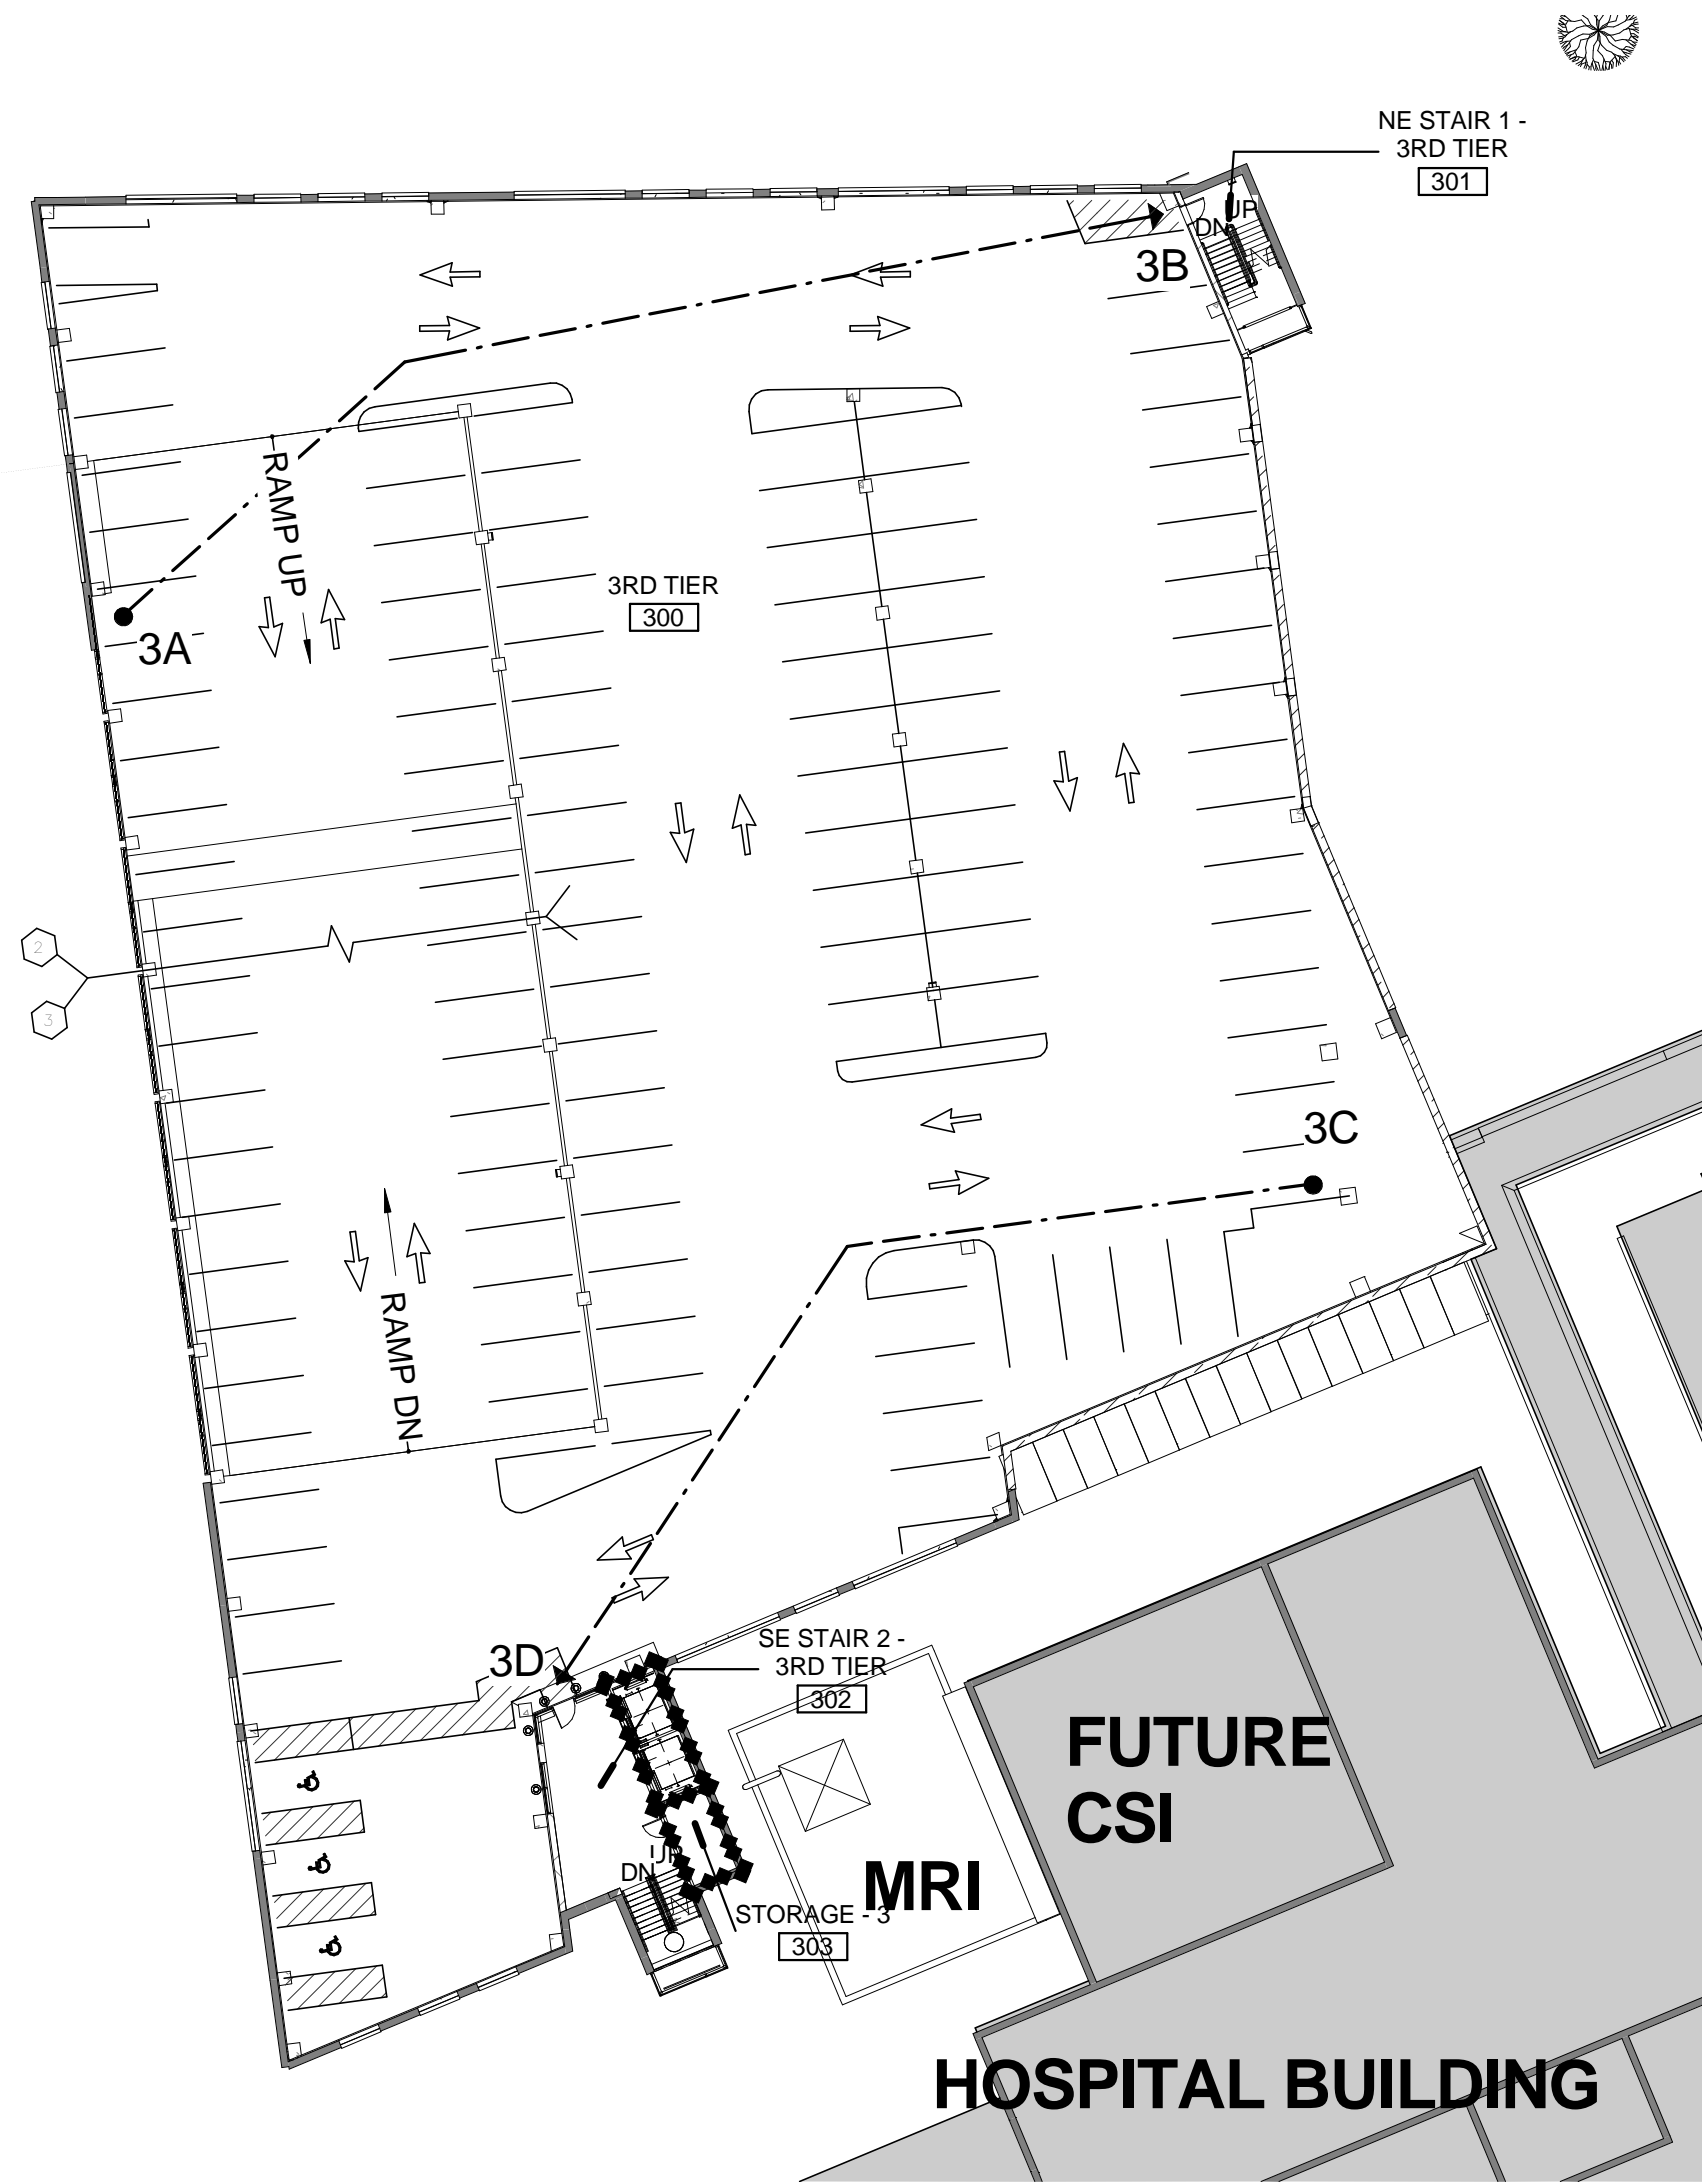 NE STAIR 1 -
3RD TIER
301
UP
DN
3B
RAMP UP
3RD TIER
300
3A
2
3
3C
RAMP DN
SE STAIR 2 -
3RD TIER
302
3D
FUTURE
CSI
MRI
UP
DN
STORAGE - 3
303
HOSPITAL BUILDING